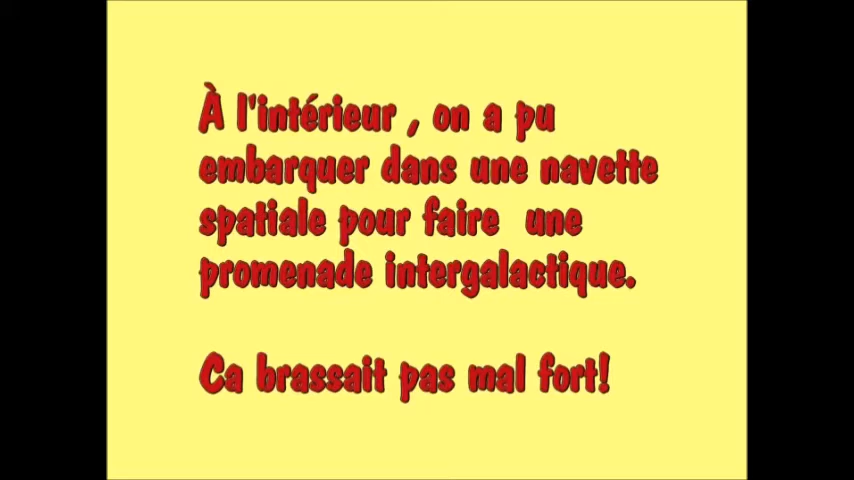 À l'intérieur , on a pu
embarquer dans une navette
spatiale pour faire  une
promenade intergalactique.
Ca brassait pas mal fort!